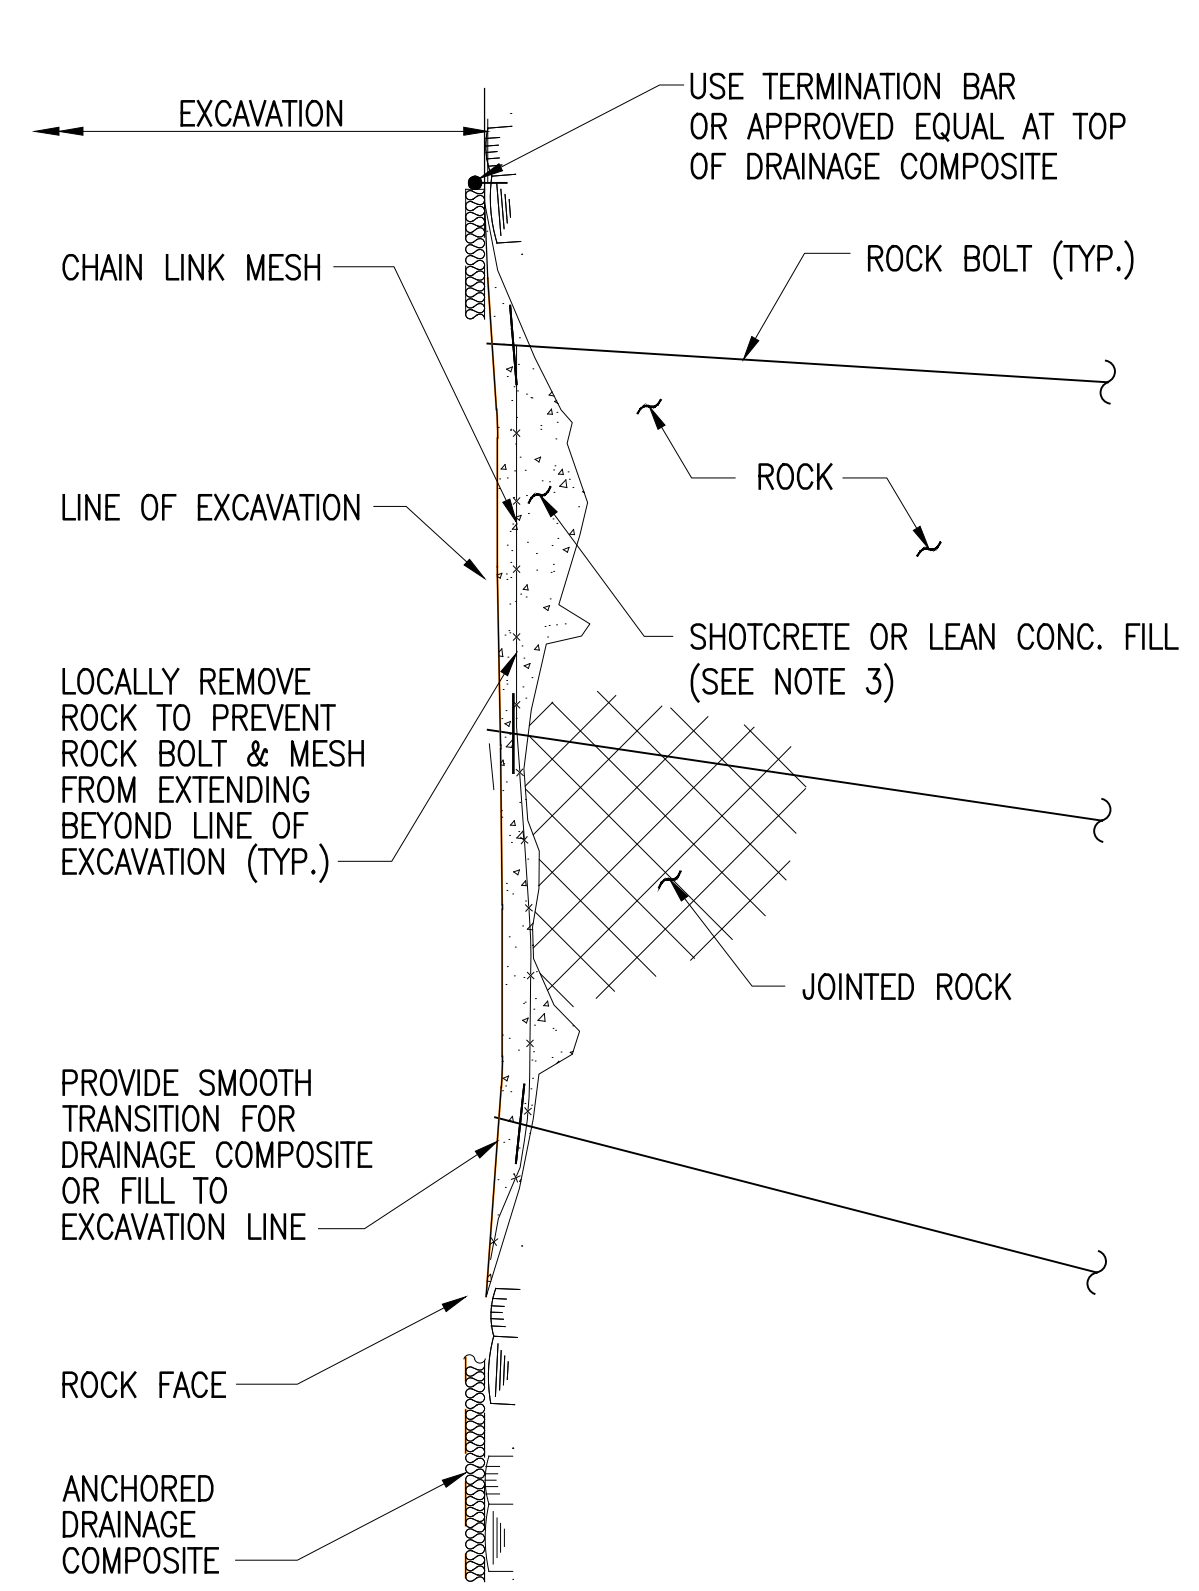 USE TERMINATION BAR
OR APPROVED EQUAL AT TOP
OF DRAINAGE COMPOSITE
EXCAVATION
ROCK BOLT (TYP.)
CHAIN LINK MESH
ROCK
LINE OF EXCAVATION
SHOTCRETE OR LEAN CONC. FILL
(SEE NOTE 3)
LOCALLY REMOVE
ROCK TO PREVENT
ROCK BOLT & MESH
FROM EXTENDING
BEYOND LINE OF
EXCAVATION (TYP.)
JOINTED ROCK
PROVIDE SMOOTH
TRANSITION FOR
DRAINAGE COMPOSITE
OR FILL TO
EXCAVATION LINE
ROCK FACE
ANCHORED
DRAINAGE
COMPOSITE